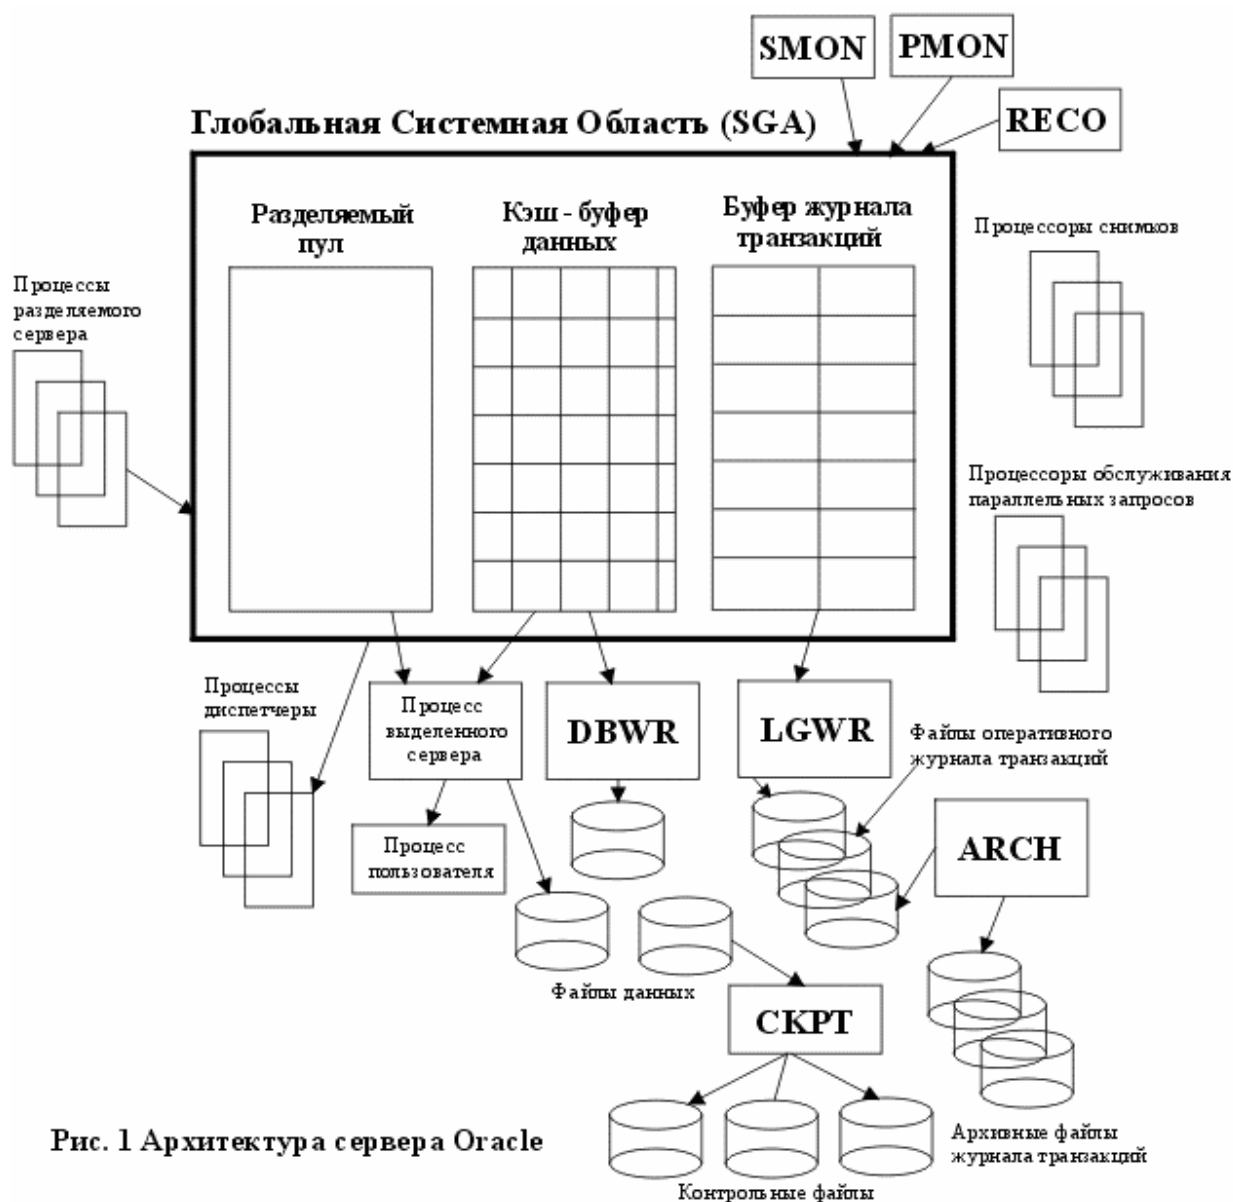 SMON
PMON
RECO
Глобальная Системная Область (SGA)
Разделяемый
пул
Кэш - буфер
данных
Буфер журнала
транзакций
Процессоры снимков
Процессы
разделяемого
сервера
Процессоры обслуживания
параллельных запросов
Процессы
диспетчеры
Процесс
выделенного
сервера
DBWR
LGWR
Файлы оперативного
журнала транзакций
Процесс
пользователя
ARCH
Файлы данных
CKPT
Рис. 1 Архитектура сервера Oracle
Архивные файлы
журнала транзакций
Контрольные файлы